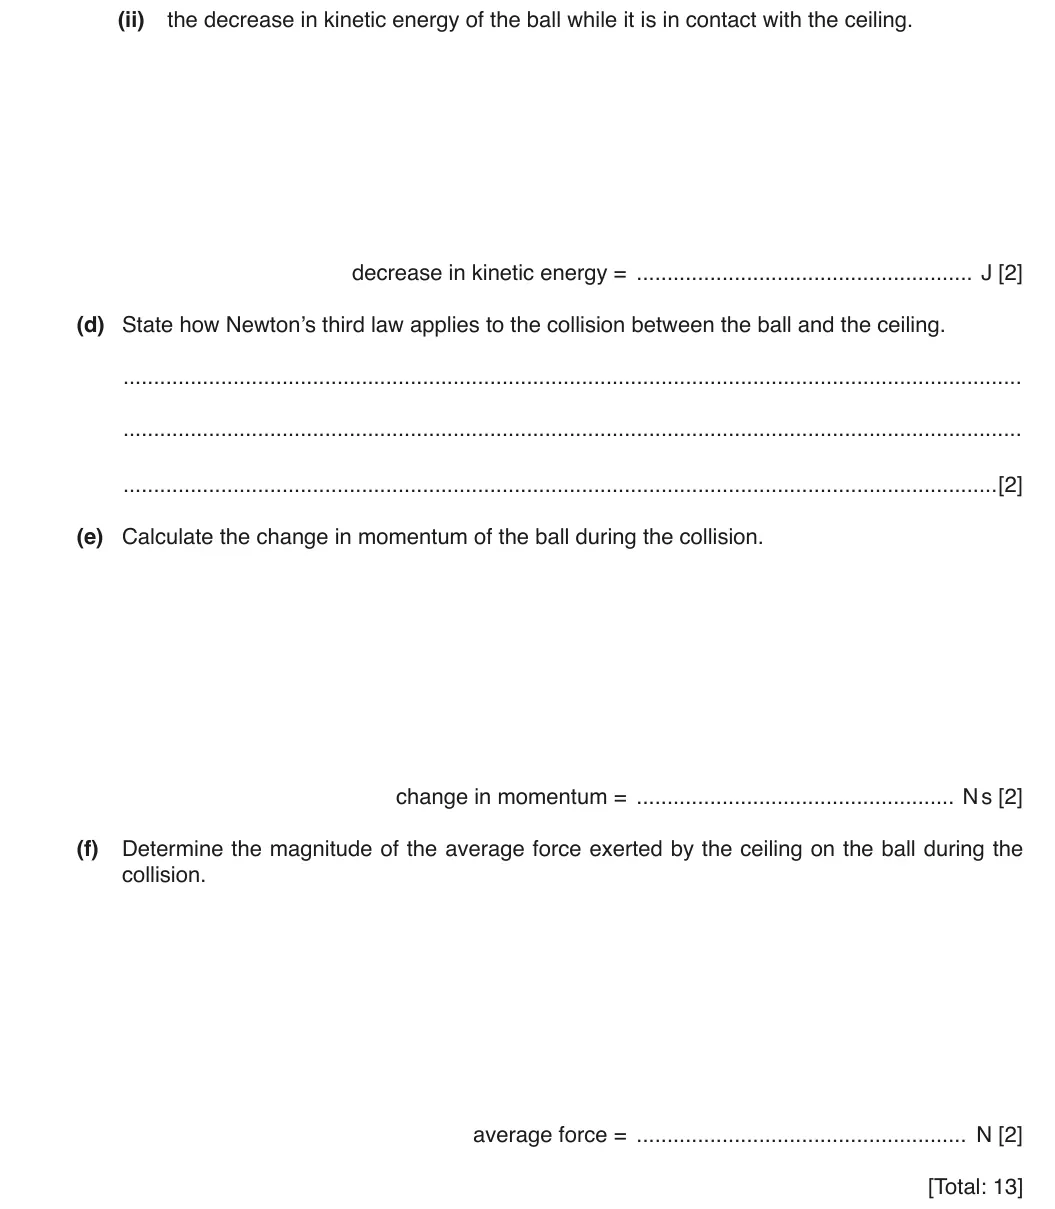 (ii) the decrease in kinetic energy of the ball while it is in contact with the ceiling.
decrease in kinetic energy = ....................................................... J [2]
(d) State how Newton’s third law applies to the collision between the ball and the ceiling.
...................................................................................................................................................
...................................................................................................................................................
...............................................................................................................................................[2]
(e) Calculate the change in momentum of the ball during the collision.
change in momentum = .................................................... N s [2]
(f) Determine the magnitude of the average force exerted by the ceiling on the ball during the
collision.
average force = ...................................................... N [2]
[Total: 13]